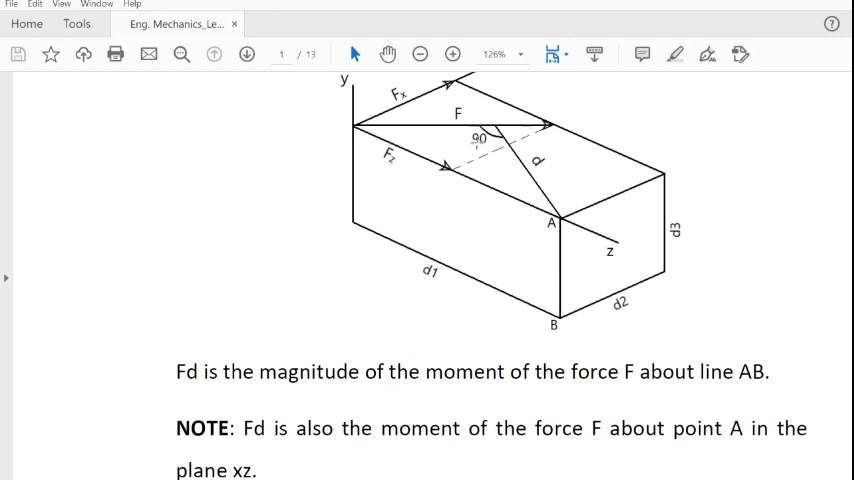 File Edit View Window Help
Home Tools Eng. Mechanics_Le... ×
1 / 13 126%
y
Fx
F
90
Fz
d
A
d3
z
d1
d2
B
Fd is the magnitude of the moment of the force F about line AB.
NOTE: Fd is also the moment of the force F about point A in the
plane xz.